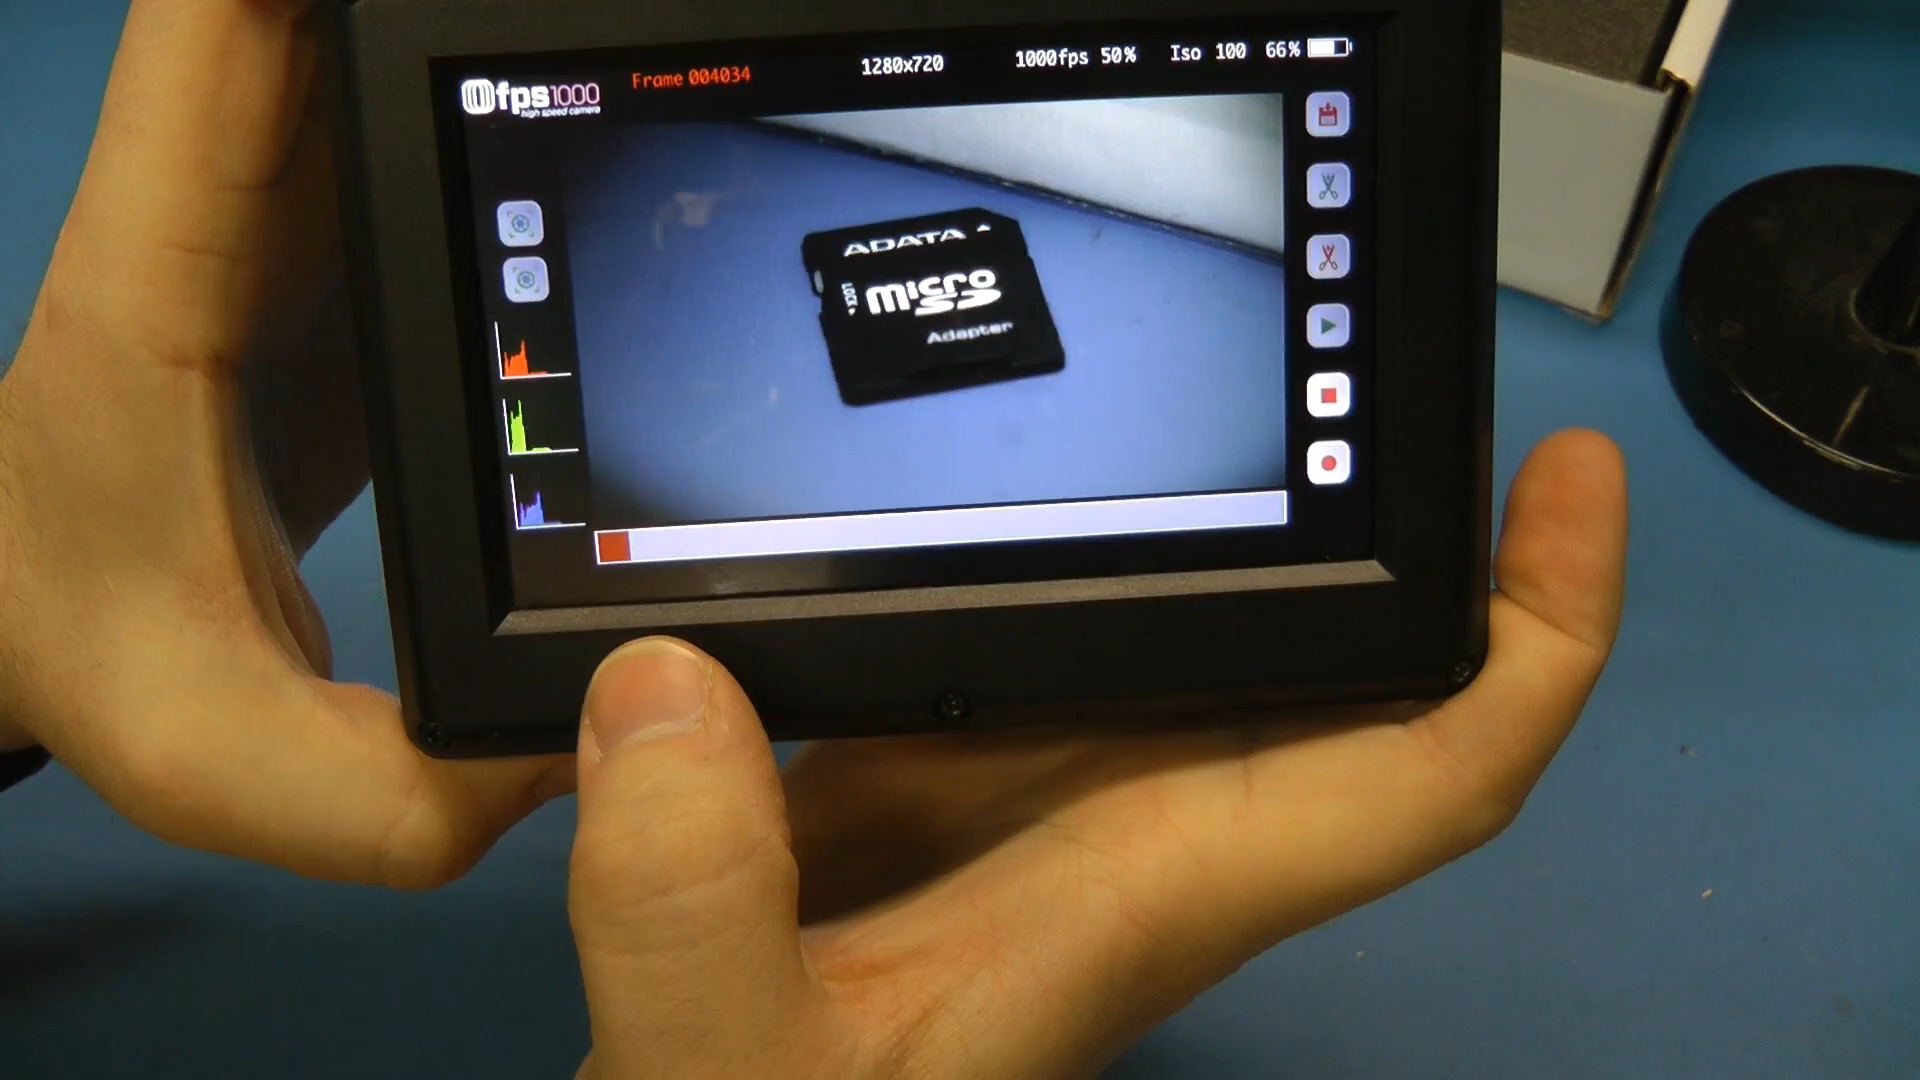 fps1000
high speed camera
Frame 004034
1280x720
1000fps 50%
Iso 100
66%
ADATA
LOCK
micro
SD
Adapter